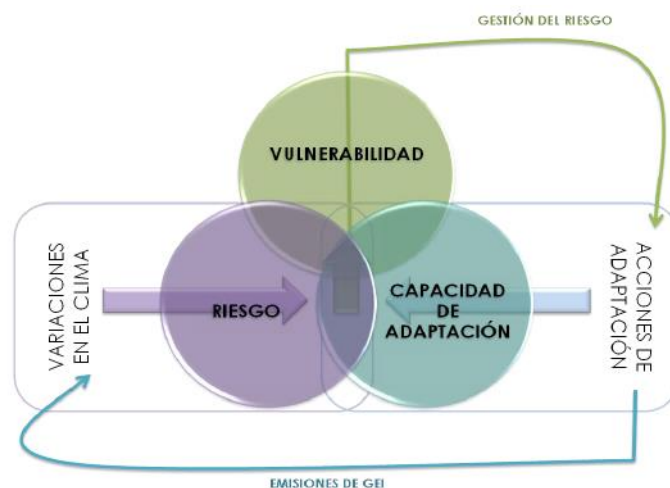 GESTIÓN DEL RIESGO
VULNERABILIDAD
VARIACIONES
EN EL CLIMA
RIESGO
CAPACIDAD
DE
ADAPTACIÓN
ACCIONES DE
ADAPTACIÓN
EMISIONES DE GEI